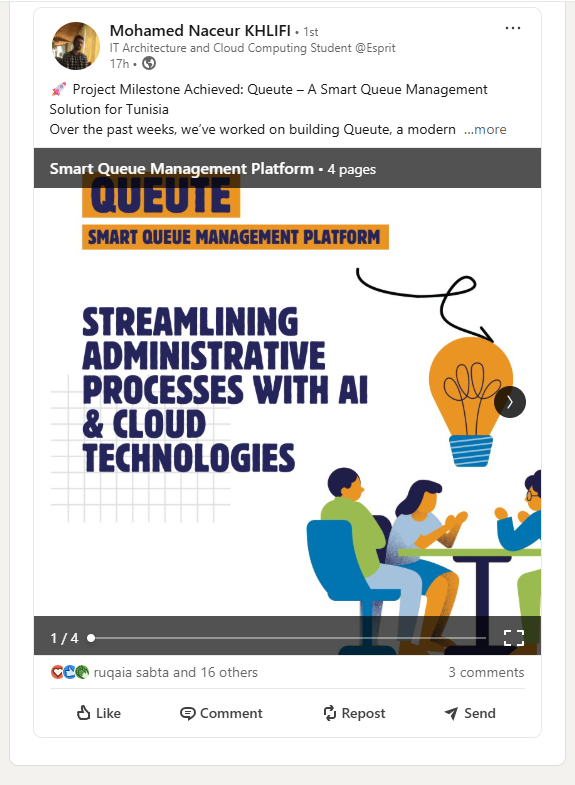 Mohamed Naceur KHLIFI • 1st
IT Architecture and Cloud Computing Student @Esprit
17h •
🚀 Project Milestone Achieved: Queute – A Smart Queue Management
Solution for Tunisia
Over the past weeks, we've worked on building Queute, a modern ...more
Smart Queue Management Platform • 4 pages
QUEUTE
SMART QUEUE MANAGEMENT PLATFORM
STREAMLINING
ADMINISTRATIVE
PROCESSES WITH AI
& CLOUD
TECHNOLOGIES
1 / 4
ruqaia sabta and 16 others
3 comments
Like
Comment
Repost
Send